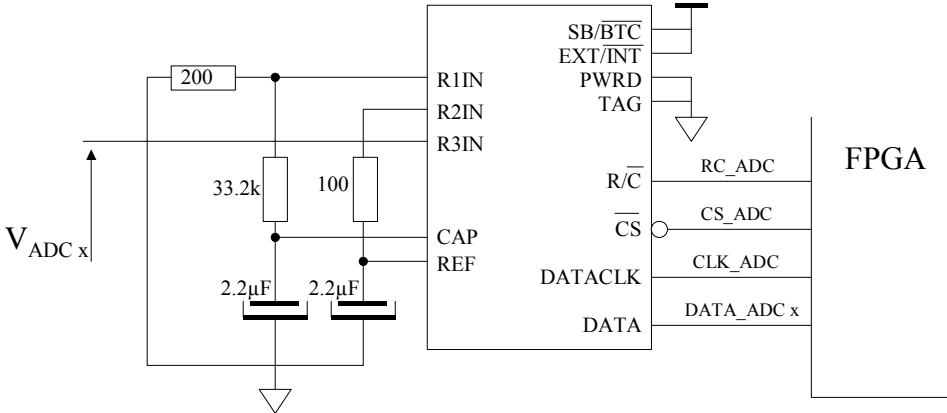 SB/BTC
EXT/INT
PWRD
TAG
200
R1IN
R2IN
R3IN
FPGA
RC_ADC
R/C
33.2k
100
CS_ADC
CS
V ADC x
CAP
REF
CLK_ADC
DATACLK
2.2µF
2.2µF
DATA_ADC x
DATA